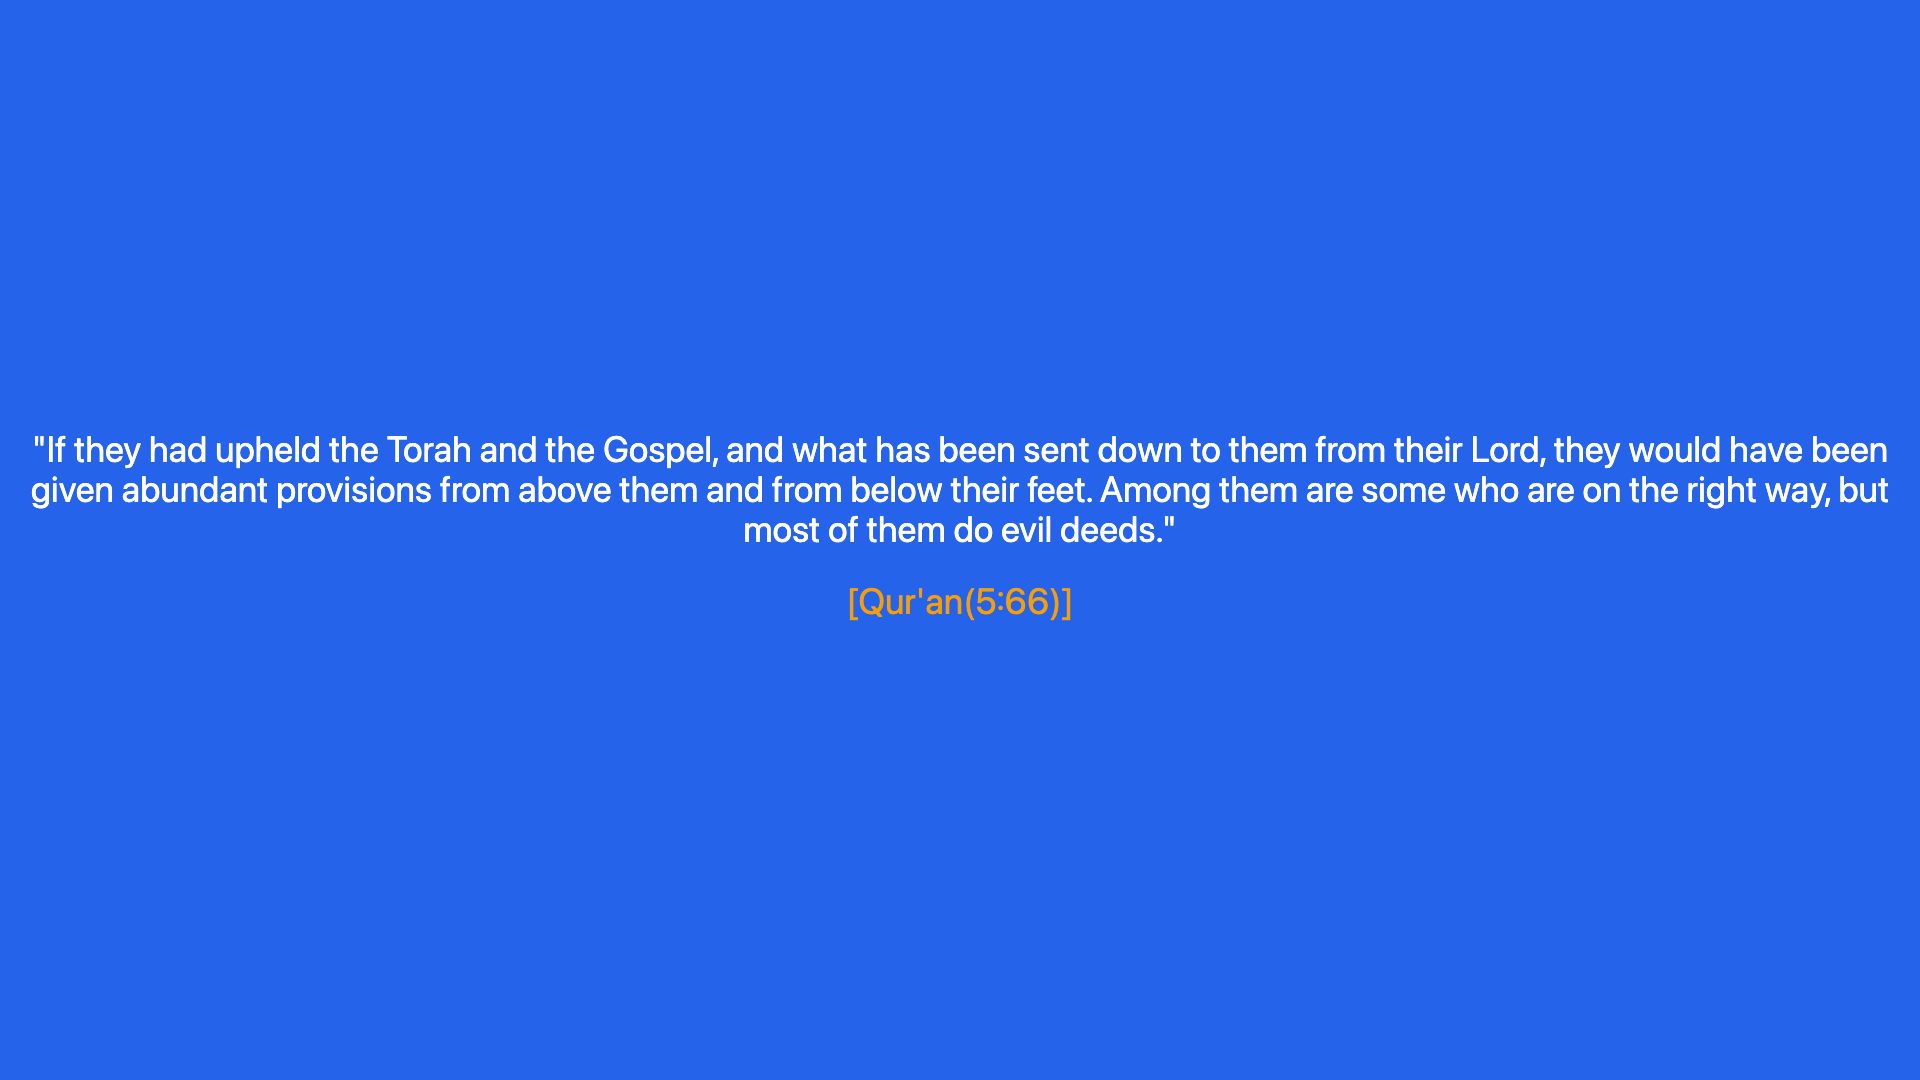 "If they had upheld the Torah and the Gospel, and what has been sent down to them from their Lord, they would have been
given abundant provisions from above them and from below their feet. Among them are some who are on the right way, but
most of them do evil deeds."
[Qur'an(5:66)]